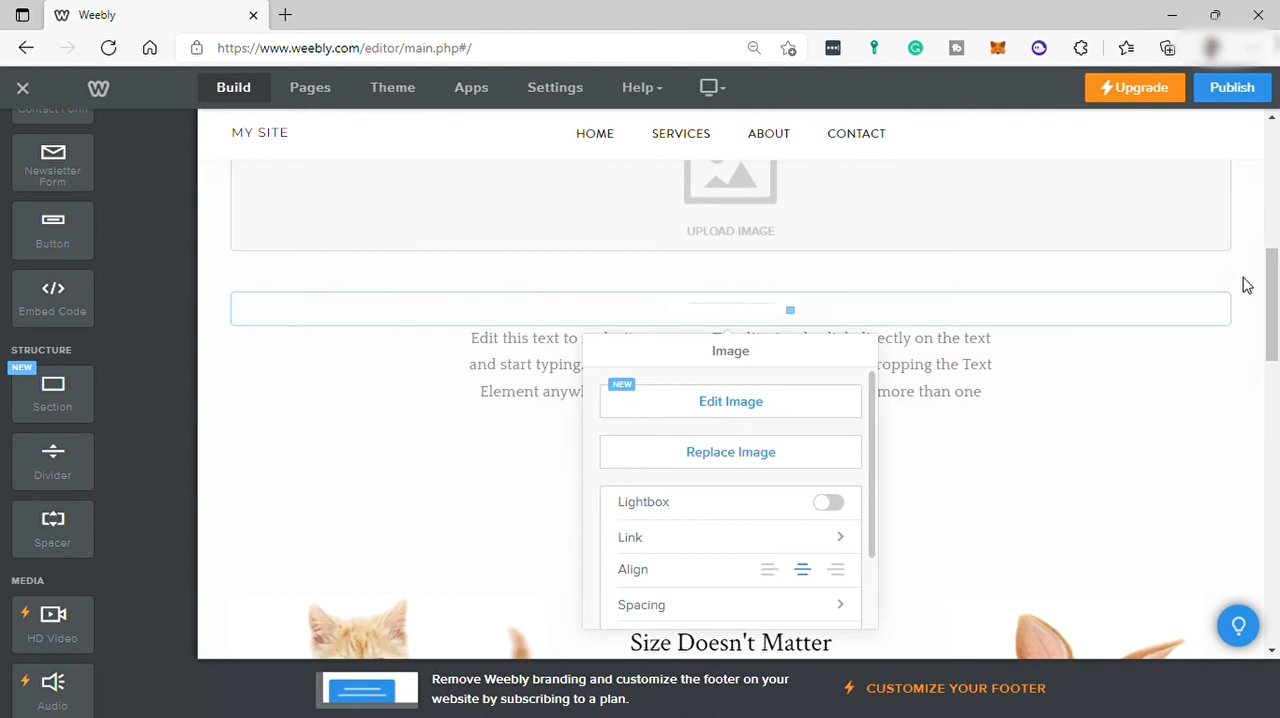 Weebly
https://www.weebly.com/editor/main.php#/
Build
Pages
Theme
Apps
Settings
Help
Upgrade
Publish
Contact Form
Newsletter
Form
Button
Embed Code
STRUCTURE
NEW
Section
Divider
Spacer
MEDIA
HD Video
Audio
MY SITE
HOME
SERVICES
ABOUT
CONTACT
UPLOAD IMAGE
Edit this text to directly on the text
and start typing. dropping the Text
Element more than one
Image
NEW
Edit Image
Replace Image
Lightbox
Link
Align
Spacing
Size Doesn't Matter
Remove Weebly branding and customize the footer on your
website by subscribing to a plan.
CUSTOMIZE YOUR FOOTER